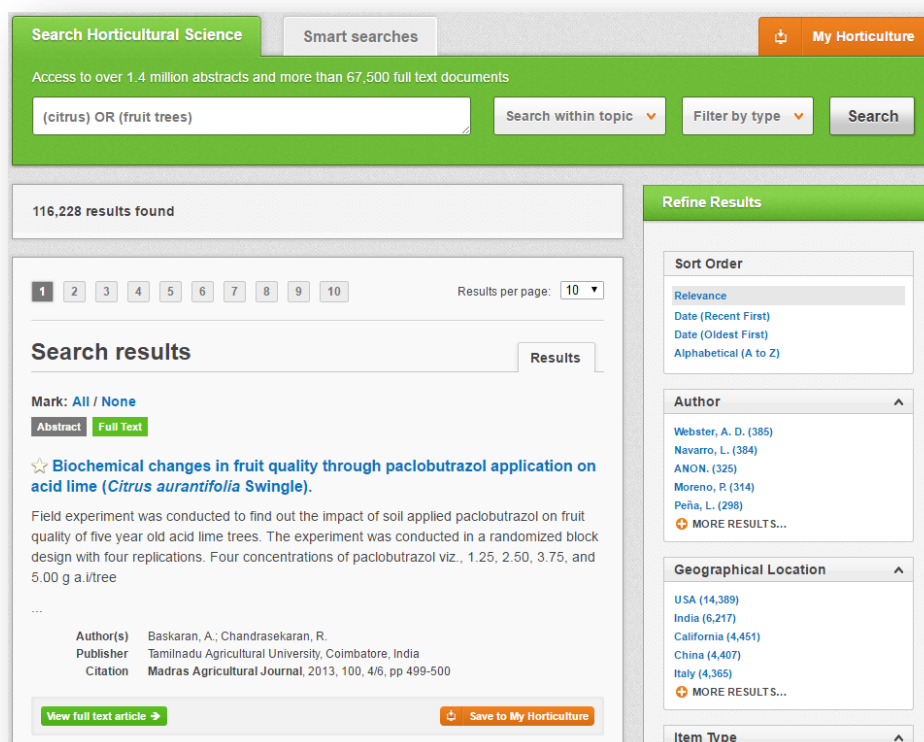 Search Horticultural Science
Smart searches
My Horticulture
Access to over 1.4 million abstracts and more than 67,500 full text documents
(citrus) OR (fruit trees)
Search within topic
Filter by type
Search
116,228 results found
1 2 3 4 5 6 7 8 9 10
Results per page: 10
Search results
Results
Mark: All / None
Abstract Full Text
Biochemical changes in fruit quality through paclobutrazol application on
acid lime (Citrus aurantifolia Swingle).
Field experiment was conducted to find out the impact of soil applied paclobutrazol on fruit
quality of five year old acid lime trees. The experiment was conducted in a randomized block
design with four replications. Four concentrations of paclobutrazol viz., 1.25, 2.50, 3.75, and
5.00 g a.i/tree
...
Author(s) Baskaran, A.; Chandrasekaran, R.
Publisher Tamilnadu Agricultural University, Coimbatore, India
Citation Madras Agricultural Journal, 2013, 100, 4/6, pp 499-500
View full text article
Save to My Horticulture
Refine Results
Sort Order
Relevance
Date (Recent First)
Date (Oldest First)
Alphabetical (A to Z)
Author
Webster, A. D. (385)
Navarro, L. (384)
ANON. (325)
Moreno, P. (314)
Peña, L. (298)
MORE RESULTS...
Geographical Location
USA (14,389)
India (6,217)
California (4,451)
China (4,407)
Italy (4,365)
MORE RESULTS...
Item Type